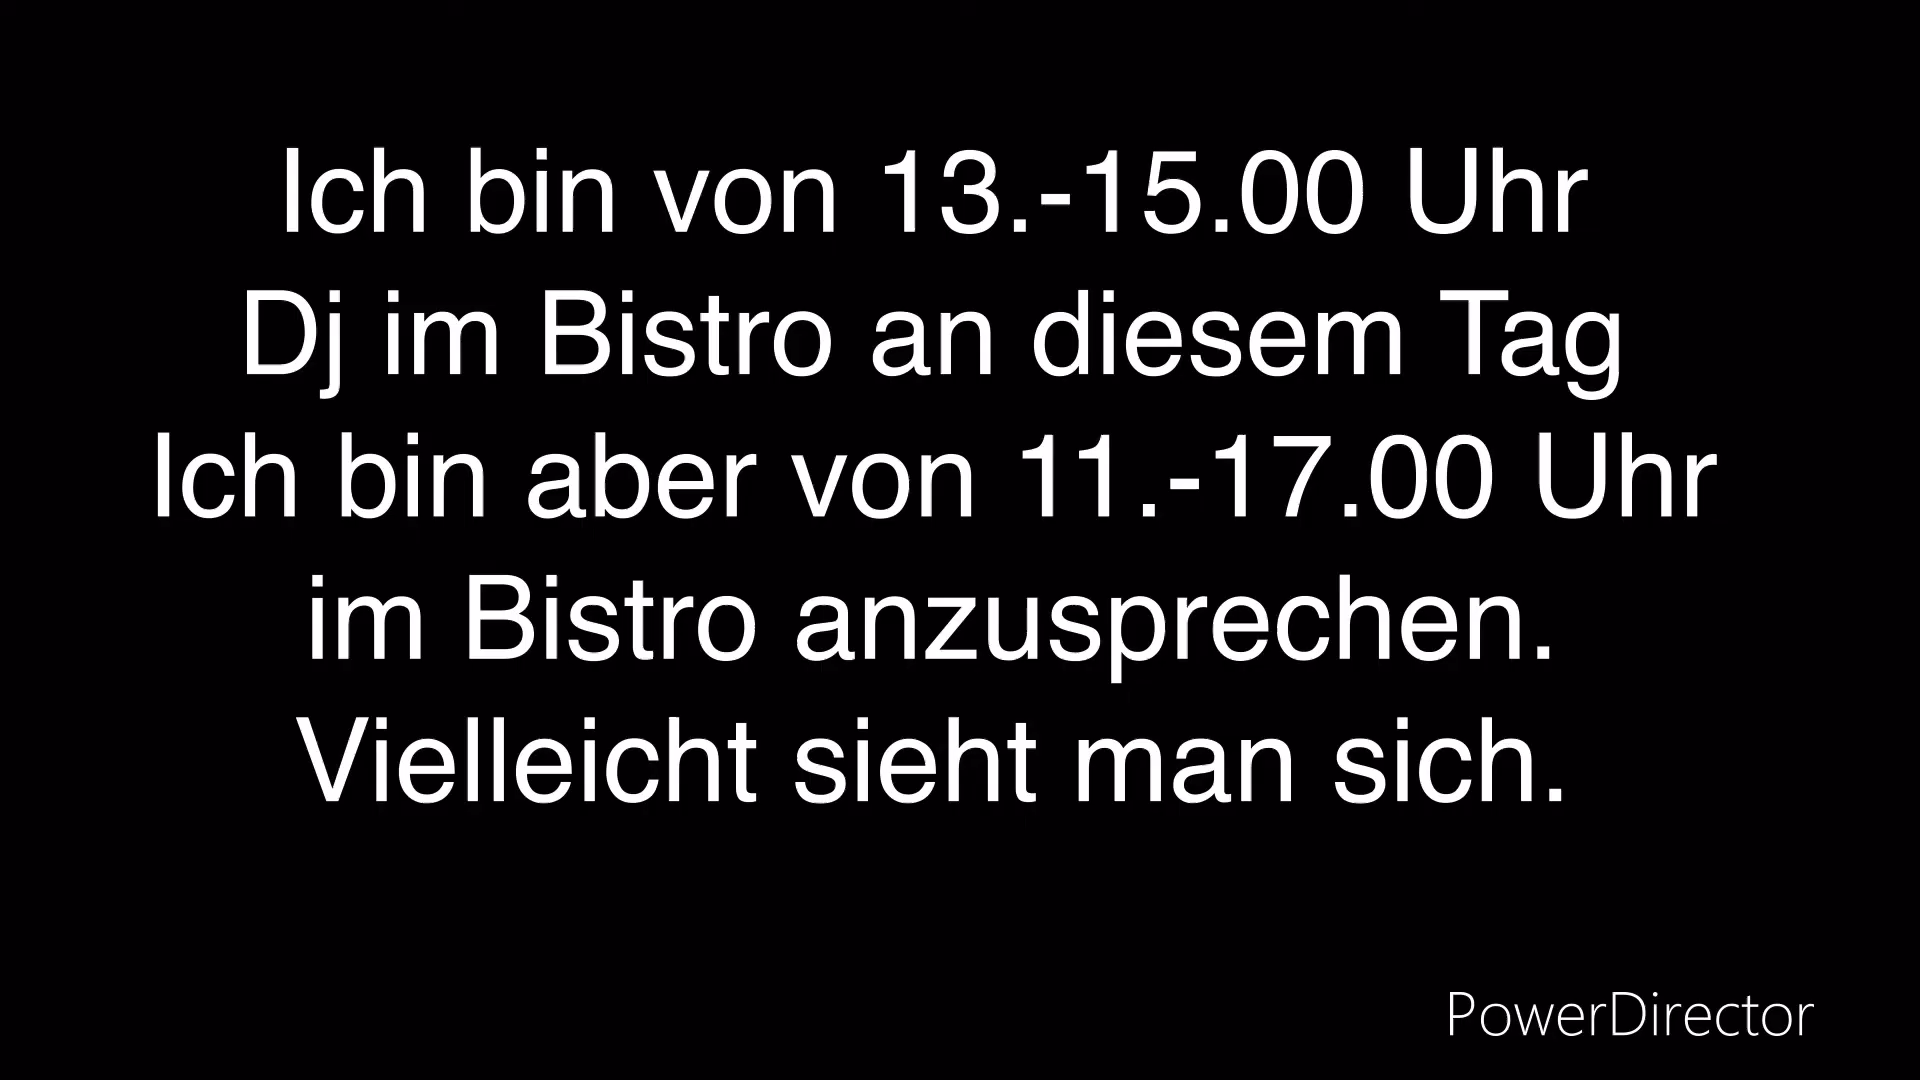 Ich bin von 13.-15.00 Uhr
Dj im Bistro an diesem Tag
Ich bin aber von 11.-17.00 Uhr
im Bistro anzusprechen.
Vielleicht sieht man sich.
PowerDirector